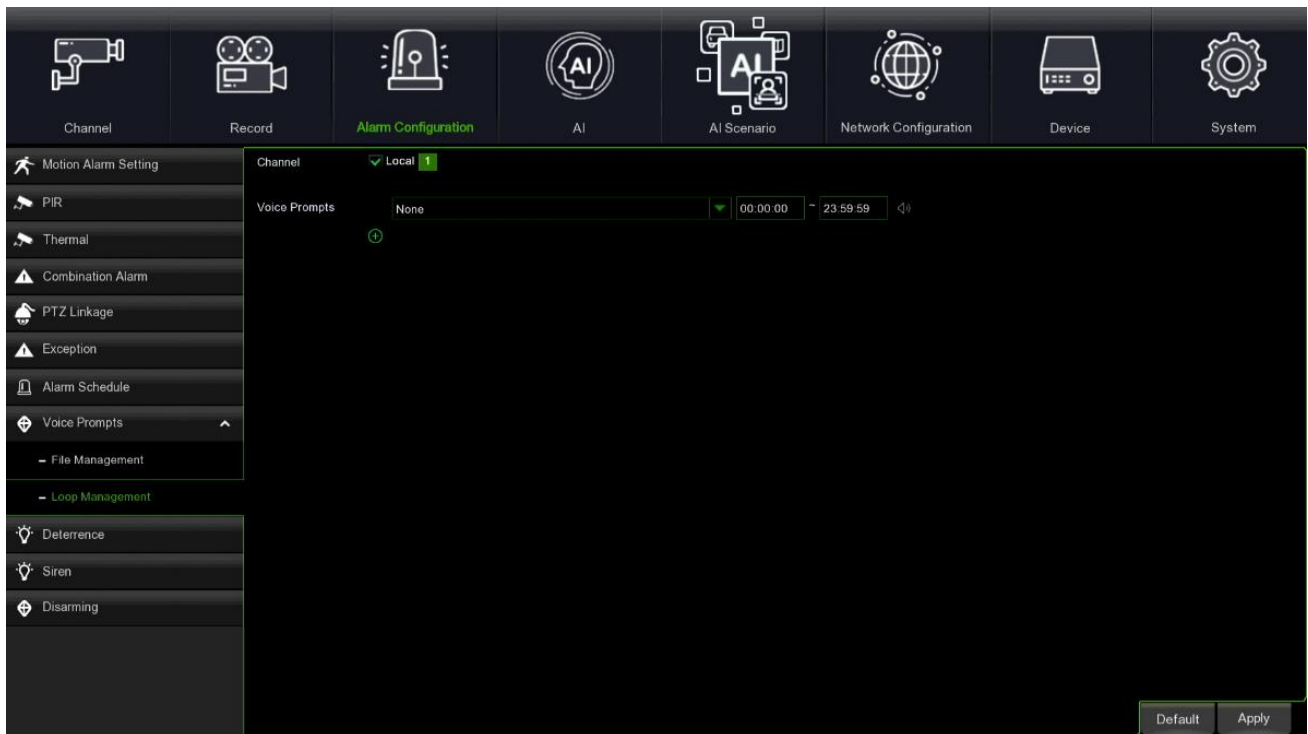 AI
AI
Channel Record Alarm Configuration AI AI Scenario Network Configuration Device System
Motion Alarm Setting
Channel Local 1
PIR
Voice Prompts None 00:00:00 ~ 23:59:59
Thermal
Combination Alarm
PTZ Linkage
Exception
Alarm Schedule
Voice Prompts
– File Management
– Loop Management
Deterrence
Siren
Disarming
Default Apply